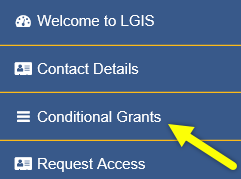 Welcome to LGIS
Contact Details
Conditional Grants
Request Access